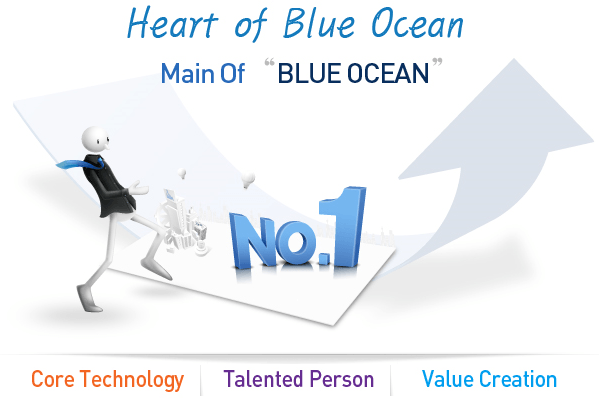 Heart of Blue Ocean
Main Of “BLUE OCEAN”
No.1
Core Technology
Talented Person
Value Creation